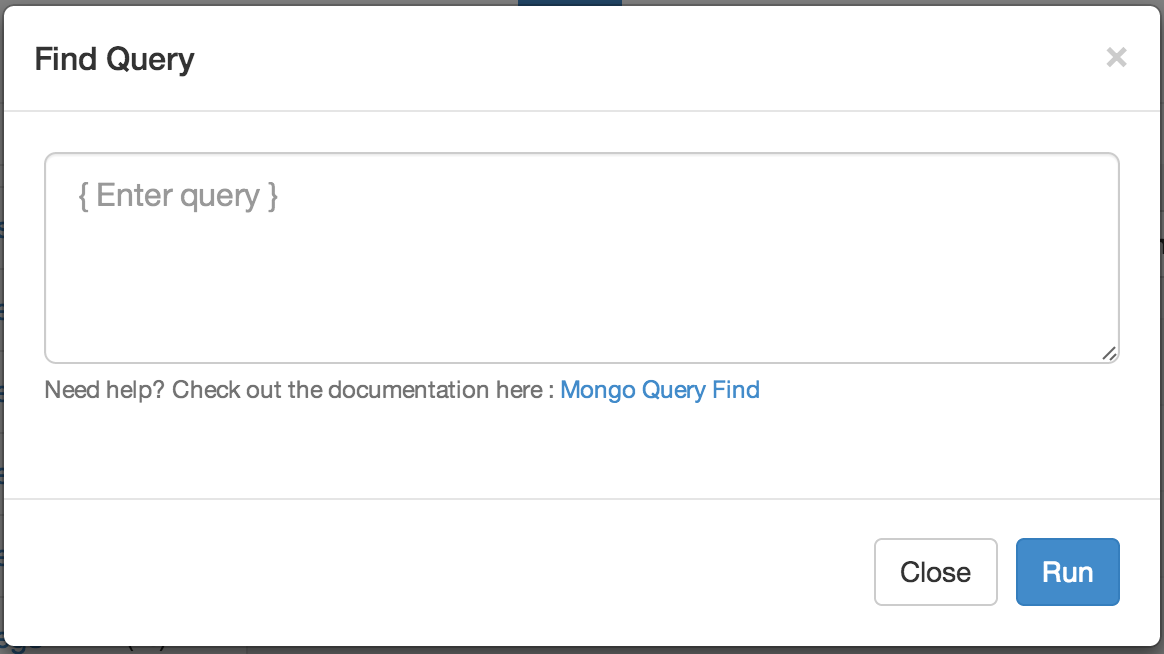 Find Query
×
{ Enter query }
Need help? Check out the documentation here : Mongo Query Find
Close
Run